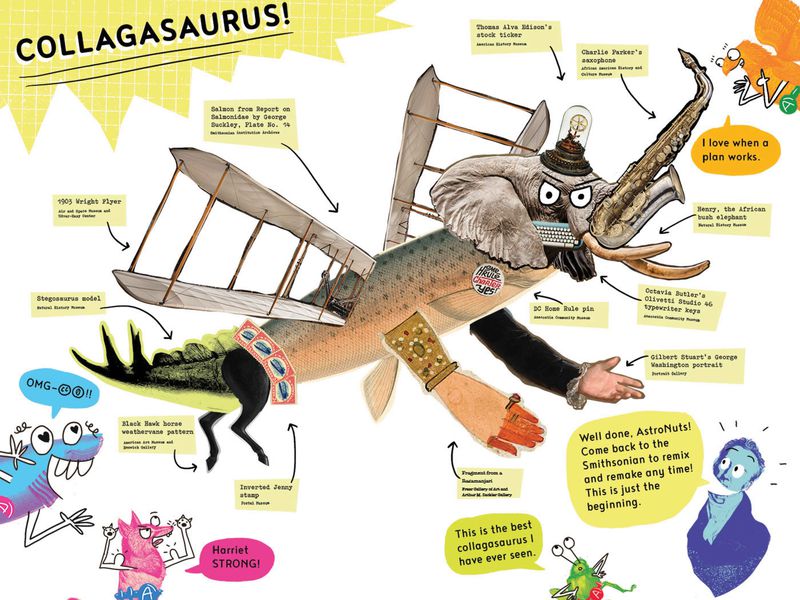 COLLAGASAURUS!
Thomas Alva Edison's
stock ticker
American History Museum
Charlie Parker's
saxophone
African American History and
Culture Museum
Salmon from Report on
Salmonidae by George
Suckley, Plate No. 14
Smithsonian Institution Archives
I love when a
plan works.
1903 Wright Flyer
Air and Space Museum and
Udvar-Hazy Center
Henry, the African
bush elephant
Natural History Museum
Stegosaurus model
Natural History Museum
HOME
RULE
Charter
Yes!
DC Home Rule pin
Anacostia Community Museum
Octavia Butler's
Olivetti Studio 46
typewriter keys
Anacostia Community Museum
Gilbert Stuart's George
Washington portrait
Portrait Gallery
OMG-
!!
Black Hawk horse
weathervane pattern
American Art Museum and
Renwick Gallery
Inverted Jenny
stamp
Postal Museum
Fragment from a
Razamanjari
Freer Gallery of Art and
Arthur M. Sackler Gallery
Well done, AstroNuts!
Come back to the
Smithsonian to remix
and remake any time!
This is just the
beginning.
Harriet
STRONG!
This is the best
collagasaurus I
have ever seen.
A
A
A